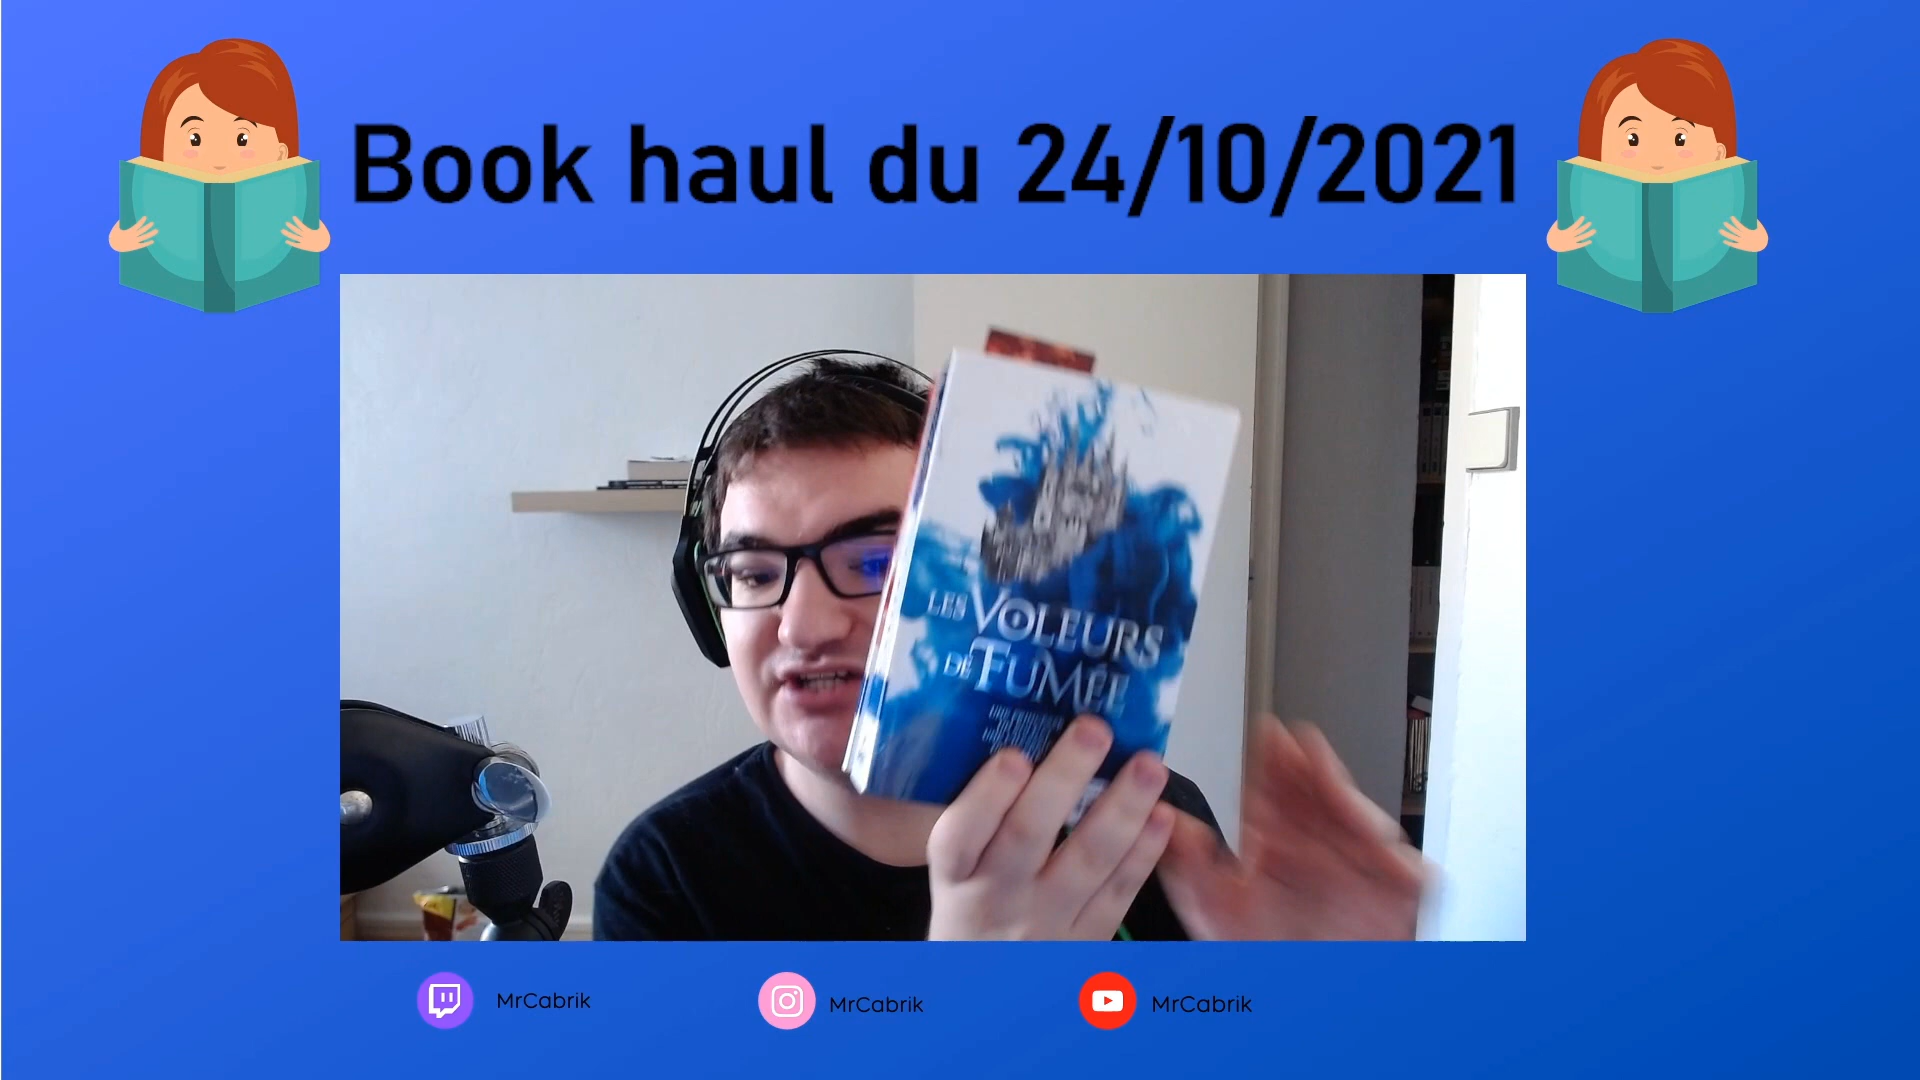 Book haul du 24/10/2021
LES VOLEURS
DE FUMÉE
MrCabrik
MrCabrik
MrCabrik